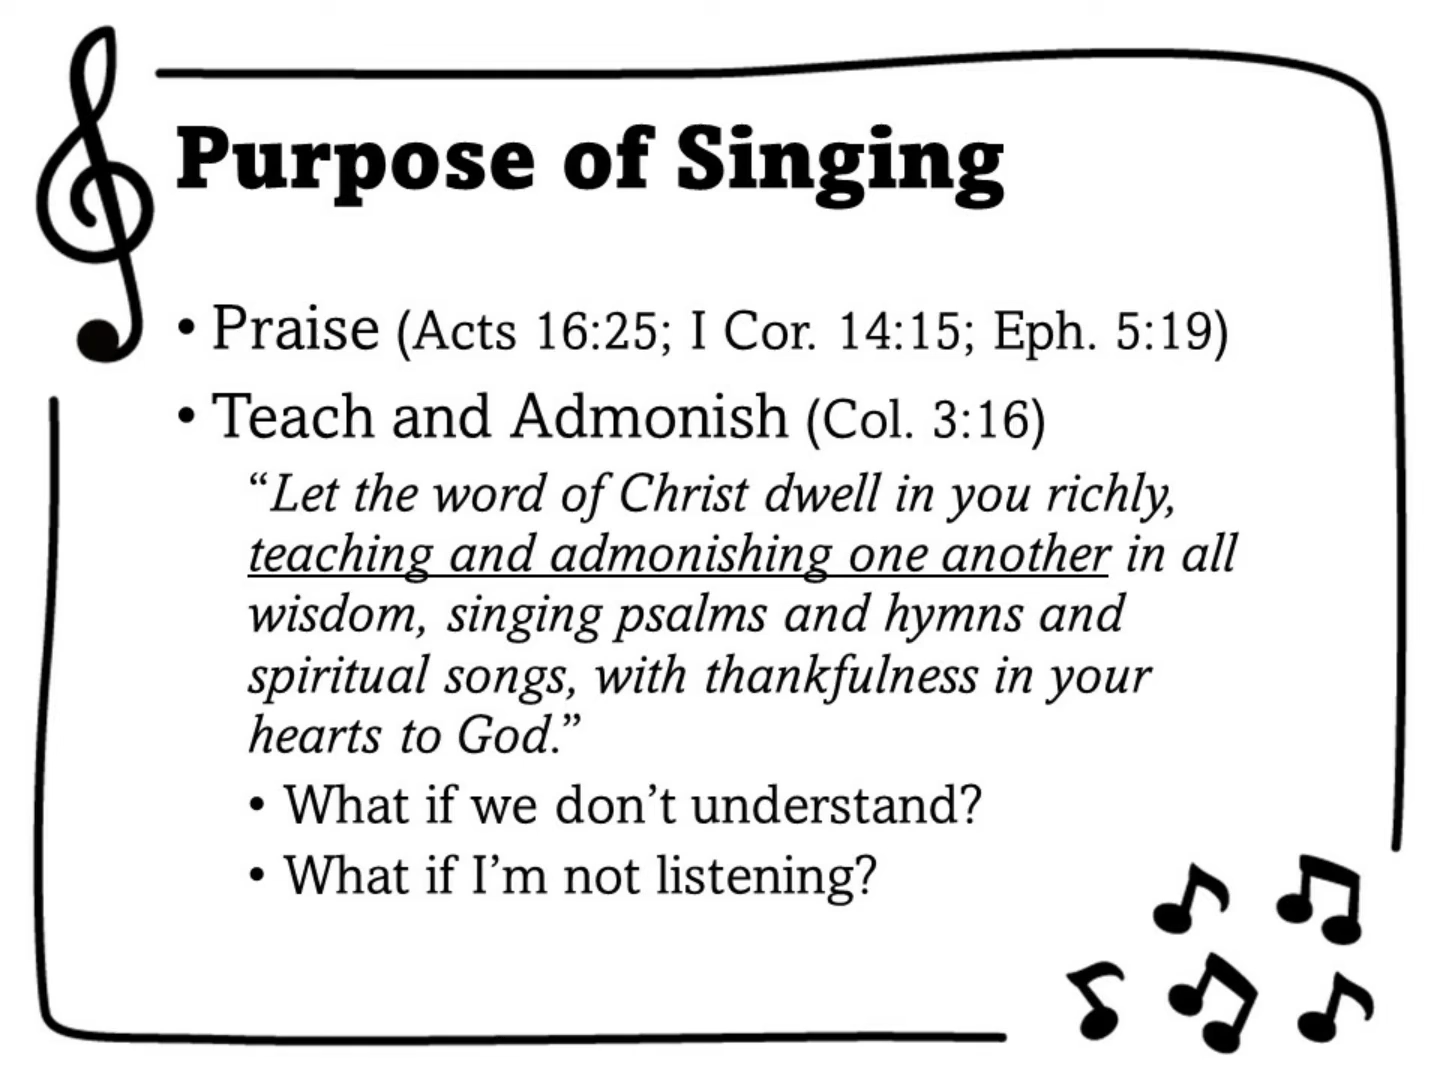 Purpose of Singing
• Praise (Acts 16:25; I Cor. 14:15; Eph. 5:19)
• Teach and Admonish (Col. 3:16)
“Let the word of Christ dwell in you richly,
teaching and admonishing one another in all
wisdom, singing psalms and hymns and
spiritual songs, with thankfulness in your
hearts to God.”
• What if we don’t understand?
• What if I’m not listening?